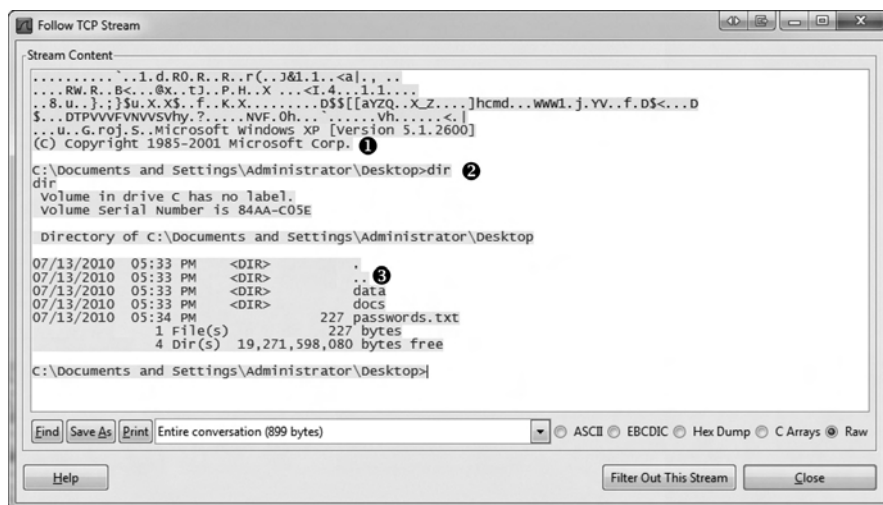 Follow TCP Stream
Stream Content
..........`..1.d.R0.R..R..r(..J&1.1..<a|., ..
....RW.R..B<...@x..tJ..P.H..X ...<I.4...1.1....
..8.u..}.;}$u.X.X$..f..K.X.........D$$[[aYZQ..X_Z....]hcmd...WWW1.j.YV..f.D$<...D
$...DTPVVVFVNVVSVhy.?.....NVF.0h...`......Vh......<.|
...u..G.roj.S..Microsoft Windows XP [Version 5.1.2600]
(C) Copyright 1985-2001 Microsoft Corp. ❶
C:\Documents and Settings\Administrator\Desktop>dir ❷
dir
Volume in drive C has no label.
Volume Serial Number is 84AA-C05E
Directory of C:\Documents and Settings\Administrator\Desktop
07/13/2010 05:33 PM <DIR> .
07/13/2010 05:33 PM <DIR> .. ❸
07/13/2010 05:33 PM <DIR> data
07/13/2010 05:33 PM <DIR> docs
07/13/2010 05:34 PM 227 passwords.txt
1 File(s) 227 bytes
4 Dir(s) 19,271,598,080 bytes free
C:\Documents and Settings\Administrator\Desktop>
Find Save As Print Entire conversation (899 bytes) ASCII EBCDIC Hex Dump C Arrays Raw
Help Filter Out This Stream Close